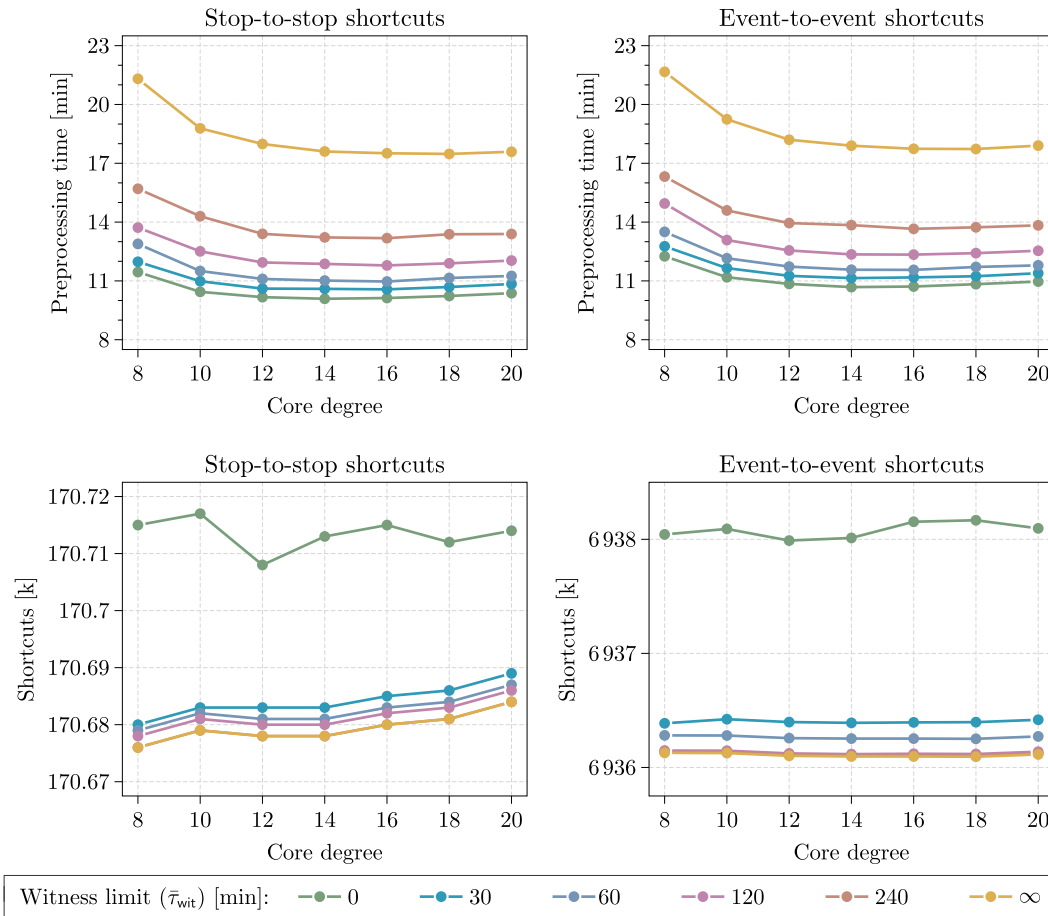 Stop-to-stop shortcuts
Preprocessing time [min]
23
20
17
14
11
8
8 10 12 14 16 18 20
Core degree
Event-to-event shortcuts
Preprocessing time [min]
23
20
17
14
11
8
8 10 12 14 16 18 20
Core degree
Stop-to-stop shortcuts
Shortcuts [k]
170.72
170.71
170.7
170.69
170.68
170.67
8 10 12 14 16 18 20
Core degree
Event-to-event shortcuts
Shortcuts [k]
6 938
6 937
6 936
8 10 12 14 16 18 20
Core degree
Witness limit (τ̄wit) [min]: 0 30 60 120 240 ∞